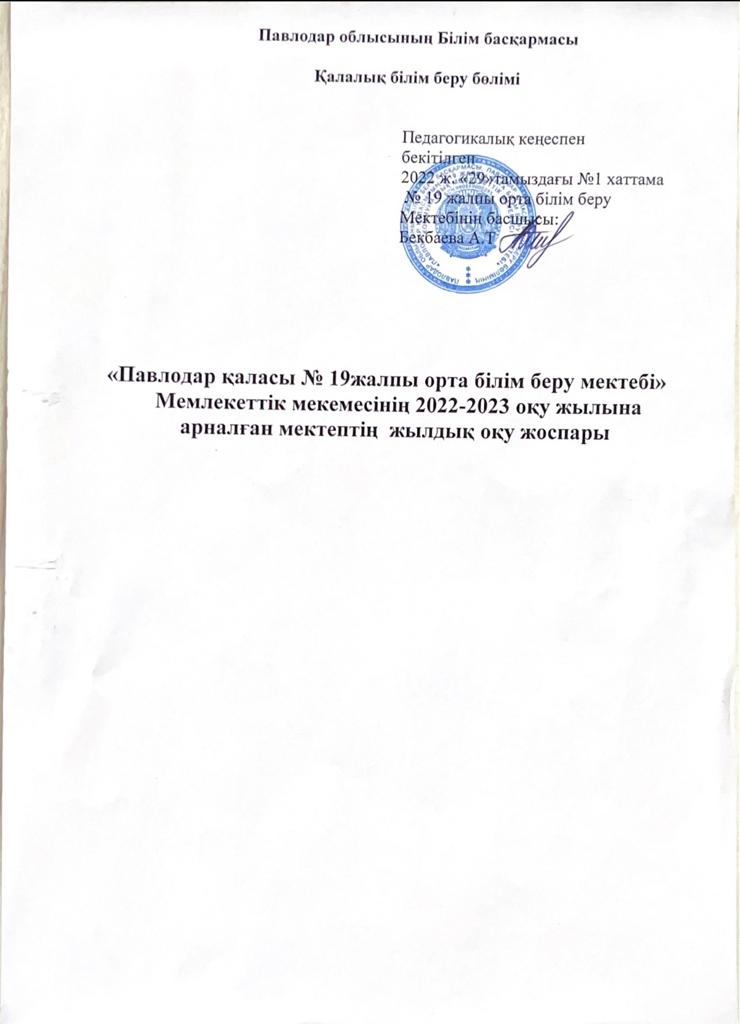 Павлодар облысының Білім басқармасы
Қалалық білім беру бөлімі
Педагогикалық кеңеспен
бекітілген
2022 ж. «29»тамыздағы №1 хаттама
№ 19 жалпы орта білім беру
Мектебінің басшысы:
Бекбаева А.Т
«Павлодар қаласы № 19жалпы орта білім беру мектебі»
Мемлекеттік мекемесінің 2022-2023 оқу жылына
арналған мектептің жылдық оқу жоспары